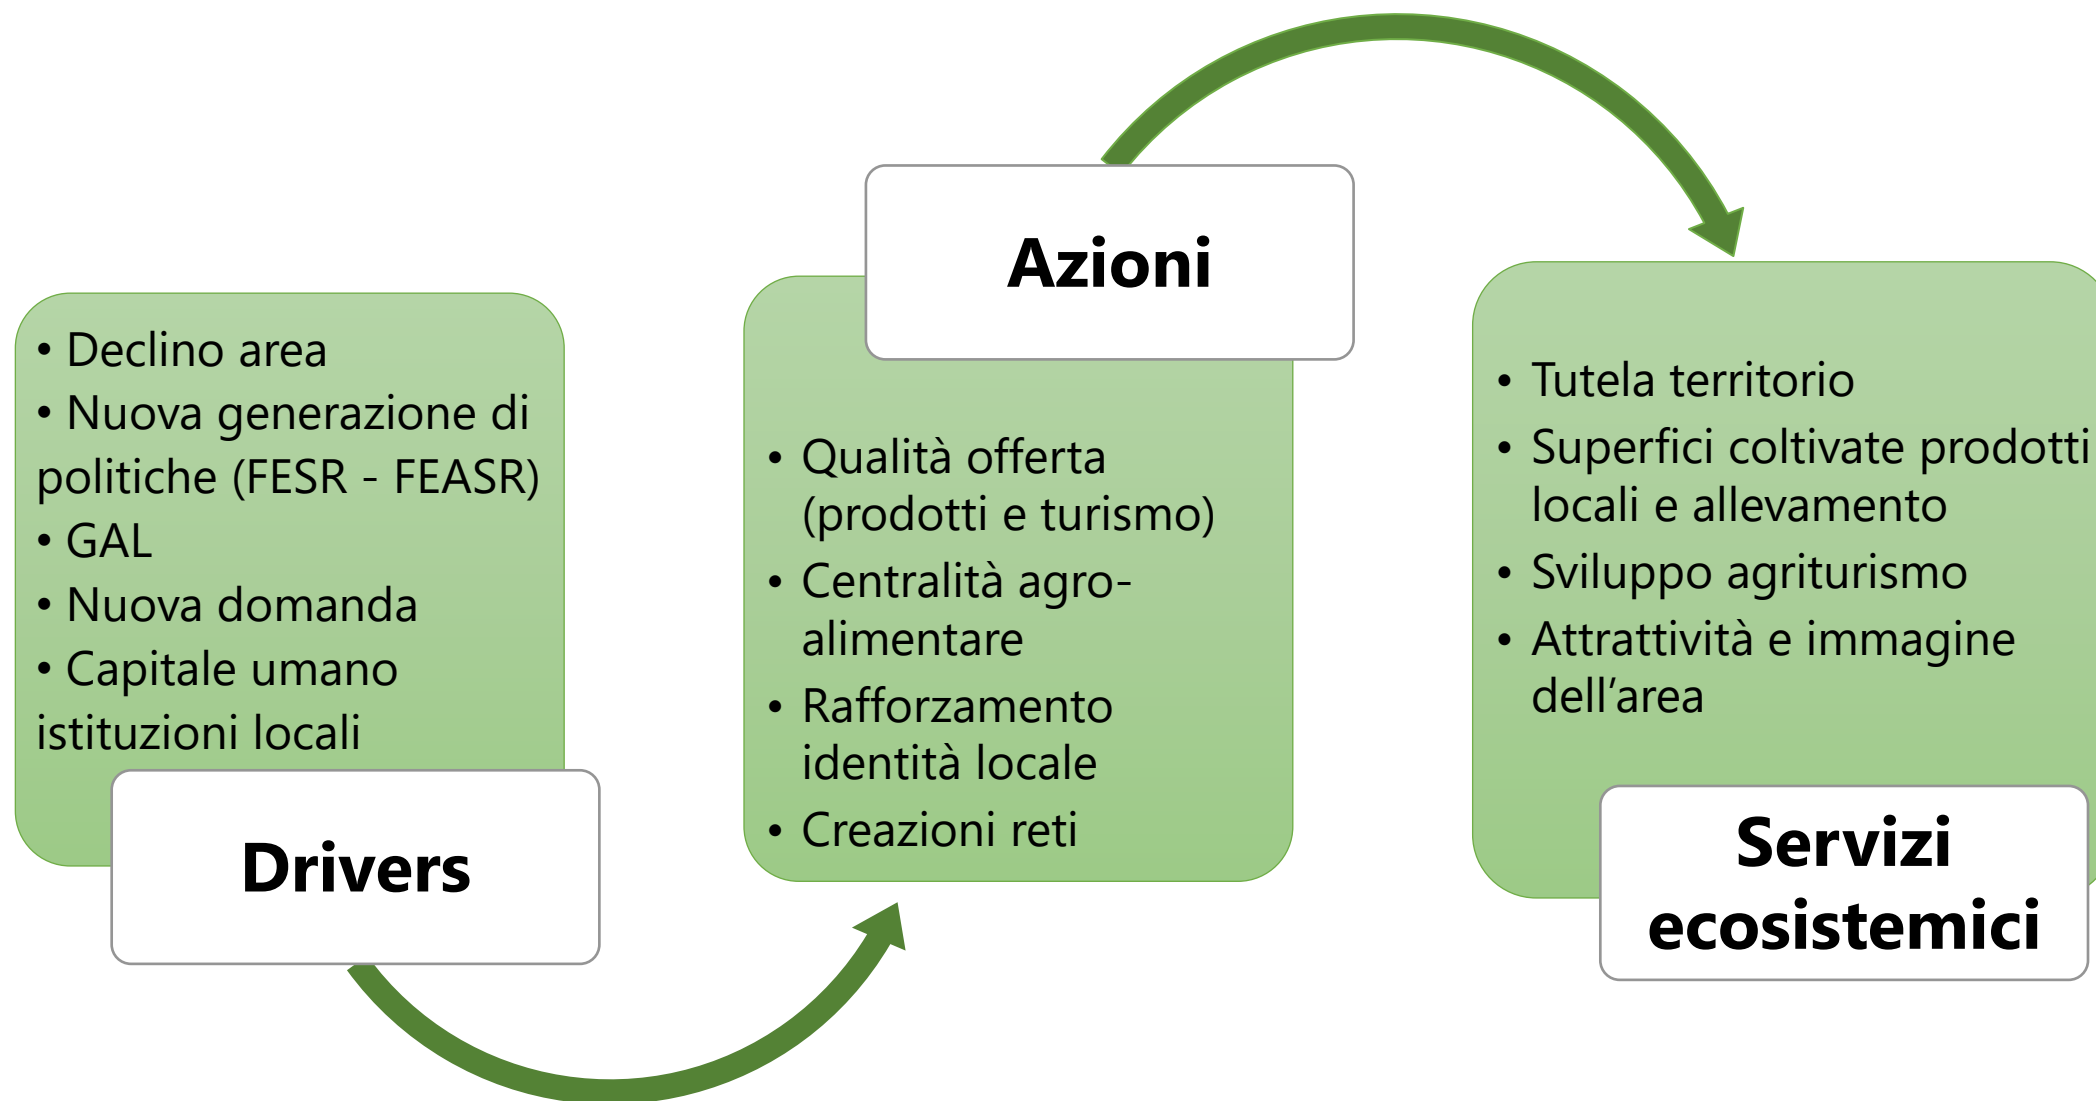 • Declino area
• Nuova generazione di
politiche (FESR - FEASR)
• GAL
• Nuova domanda
• Capitale umano
istituzioni locali
Drivers
Azioni
• Qualità offerta
(prodotti e turismo)
• Centralità agro-
alimentare
• Rafforzamento
identità locale
• Creazioni reti
• Tutela territorio
• Superfici coltivate prodotti
locali e allevamento
• Sviluppo agriturismo
• Attrattività e immagine
dell’area
Servizi
ecosistemici